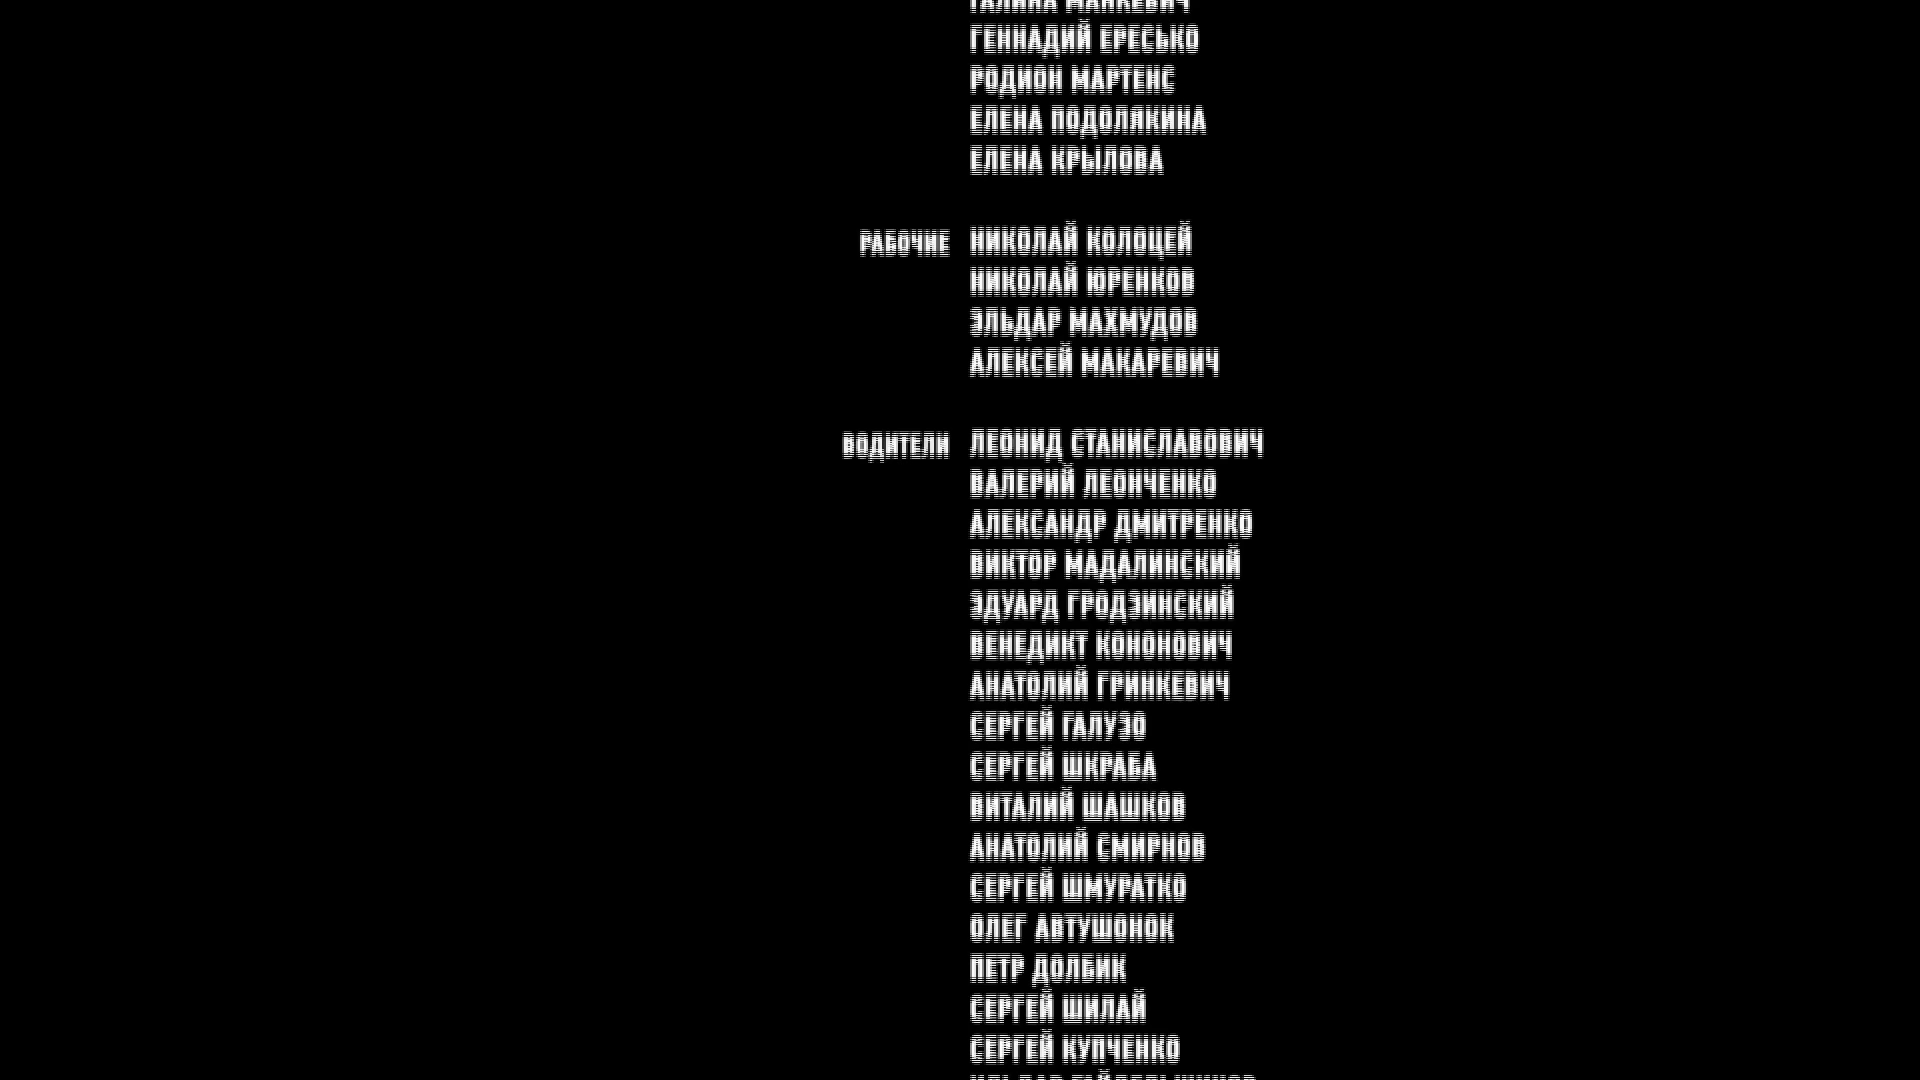 ГАЛИНА МАНКЕВИЧ
ГЕННАДИЙ ЕРЕСЬКО
РОДИОН МАРТЕНС
ЕЛЕНА ПОДОЛЯКИНА
ЕЛЕНА КРЫЛОВА
РАБОЧИЕ НИКОЛАЙ КОЛОЦЕЙ
НИКОЛАЙ ЮРЕНКОВ
ЭЛЬДАР МАХМУДОВ
АЛЕКСЕЙ МАКАРЕВИЧ
ВОДИТЕЛИ ЛЕОНИД СТАНИСЛАВОВИЧ
ВАЛЕРИЙ ЛЕОНЧЕНКО
АЛЕКСАНДР ДМИТРЕНКО
ВИКТОР МАДАЛИНСКИЙ
ЭДУАРД ГРОДЗИНСКИЙ
ВЕНЕДИКТ КОНОНОВИЧ
АНАТОЛИЙ ГРИНКЕВИЧ
СЕРГЕЙ ГАЛУЗО
СЕРГЕЙ ШКРАБА
ВИТАЛИЙ ШАШКОВ
АНАТОЛИЙ СМИРНОВ
СЕРГЕЙ ШМУРАТКО
ОЛЕГ АВТУШОНОК
ПЕТР ДОЛБИК
СЕРГЕЙ ШИЛАЙ
СЕРГЕЙ КУПЧЕНКО